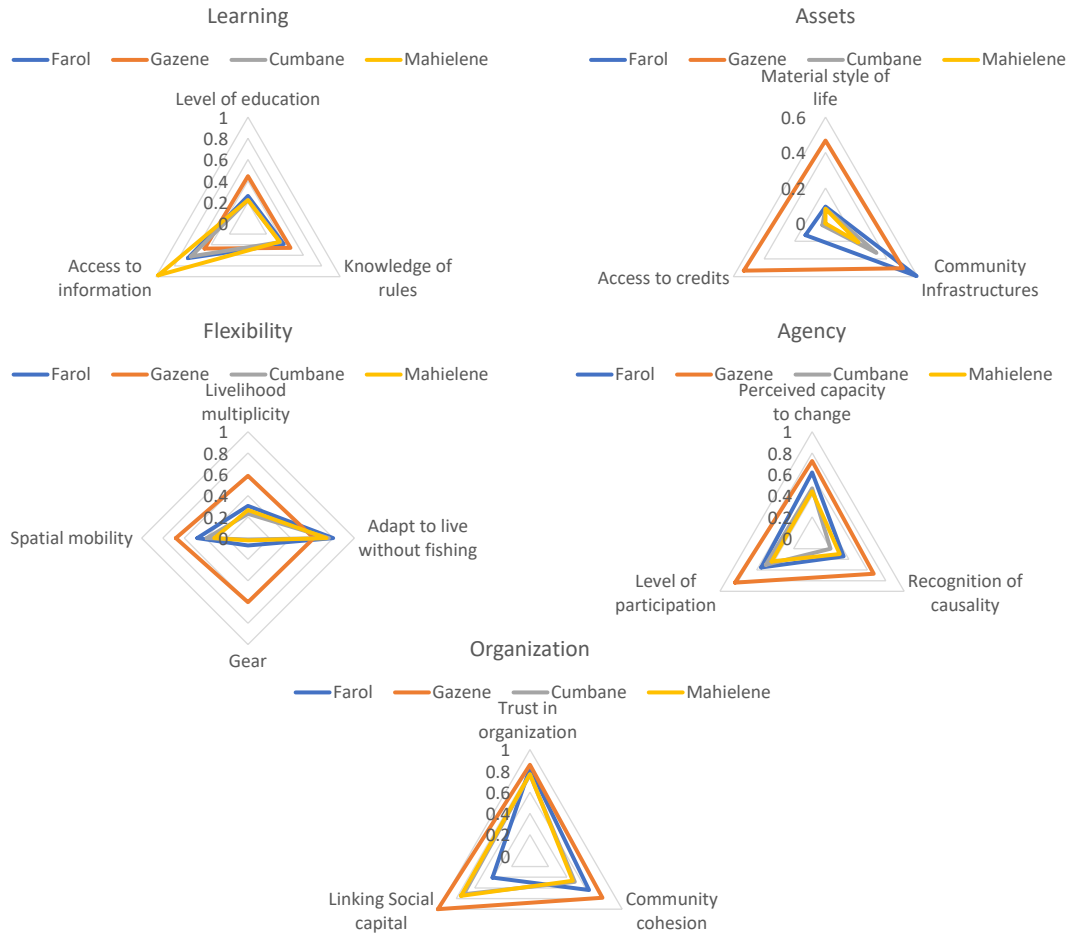 Learning
Farol Gazene Cumbane Mahielene
Level of education
1
0.8
0.6
0.4
0.2
0
Access to
information
Knowledge of
rules
Assets
Farol Gazene Cumbane Mahielene
Material style of
life
0.6
0.4
0.2
0
Access to credits
Community
Infrastructures
Flexibility
Farol Gazene Cumbane Mahielene
Livelihood
multiplicity
1
0.8
0.6
0.4
0.2
0
Spatial mobility
Adapt to live
without fishing
Gear
Agency
Farol Gazene Cumbane Mahielene
Perceived capacity
to change
1
0.8
0.6
0.4
0.2
0
Level of
participation
Recognition of
causality
Organization
Farol Gazene Cumbane Mahielene
Trust in
organization
1
0.8
0.6
0.4
0.2
0
Linking Social
capital
Community
cohesion